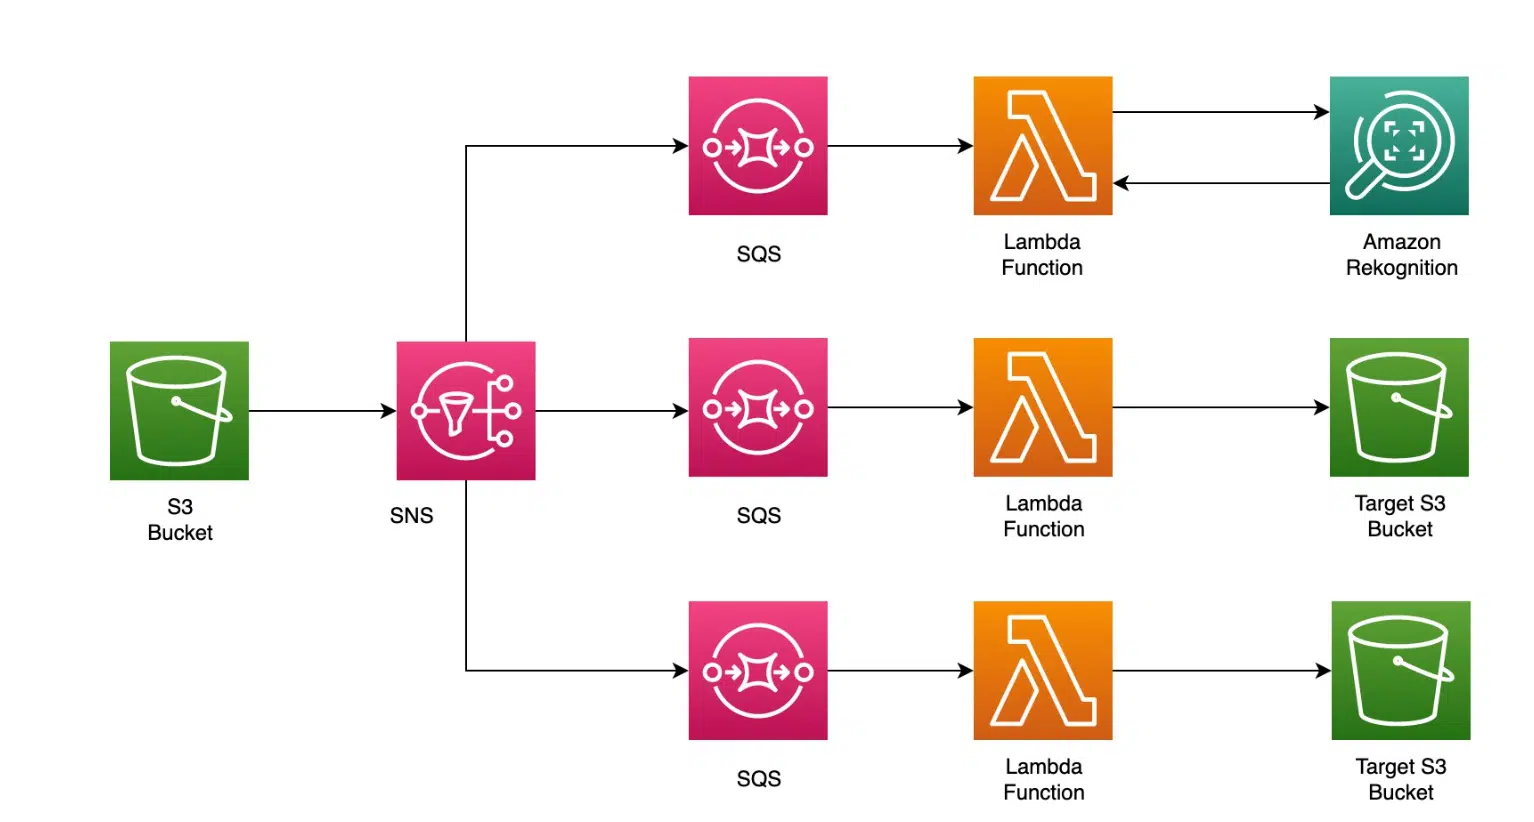 SQS
Lambda
Function
Amazon
Rekognition
S3
Bucket
SNS
SQS
Lambda
Function
Target S3
Bucket
SQS
Lambda
Function
Target S3
Bucket